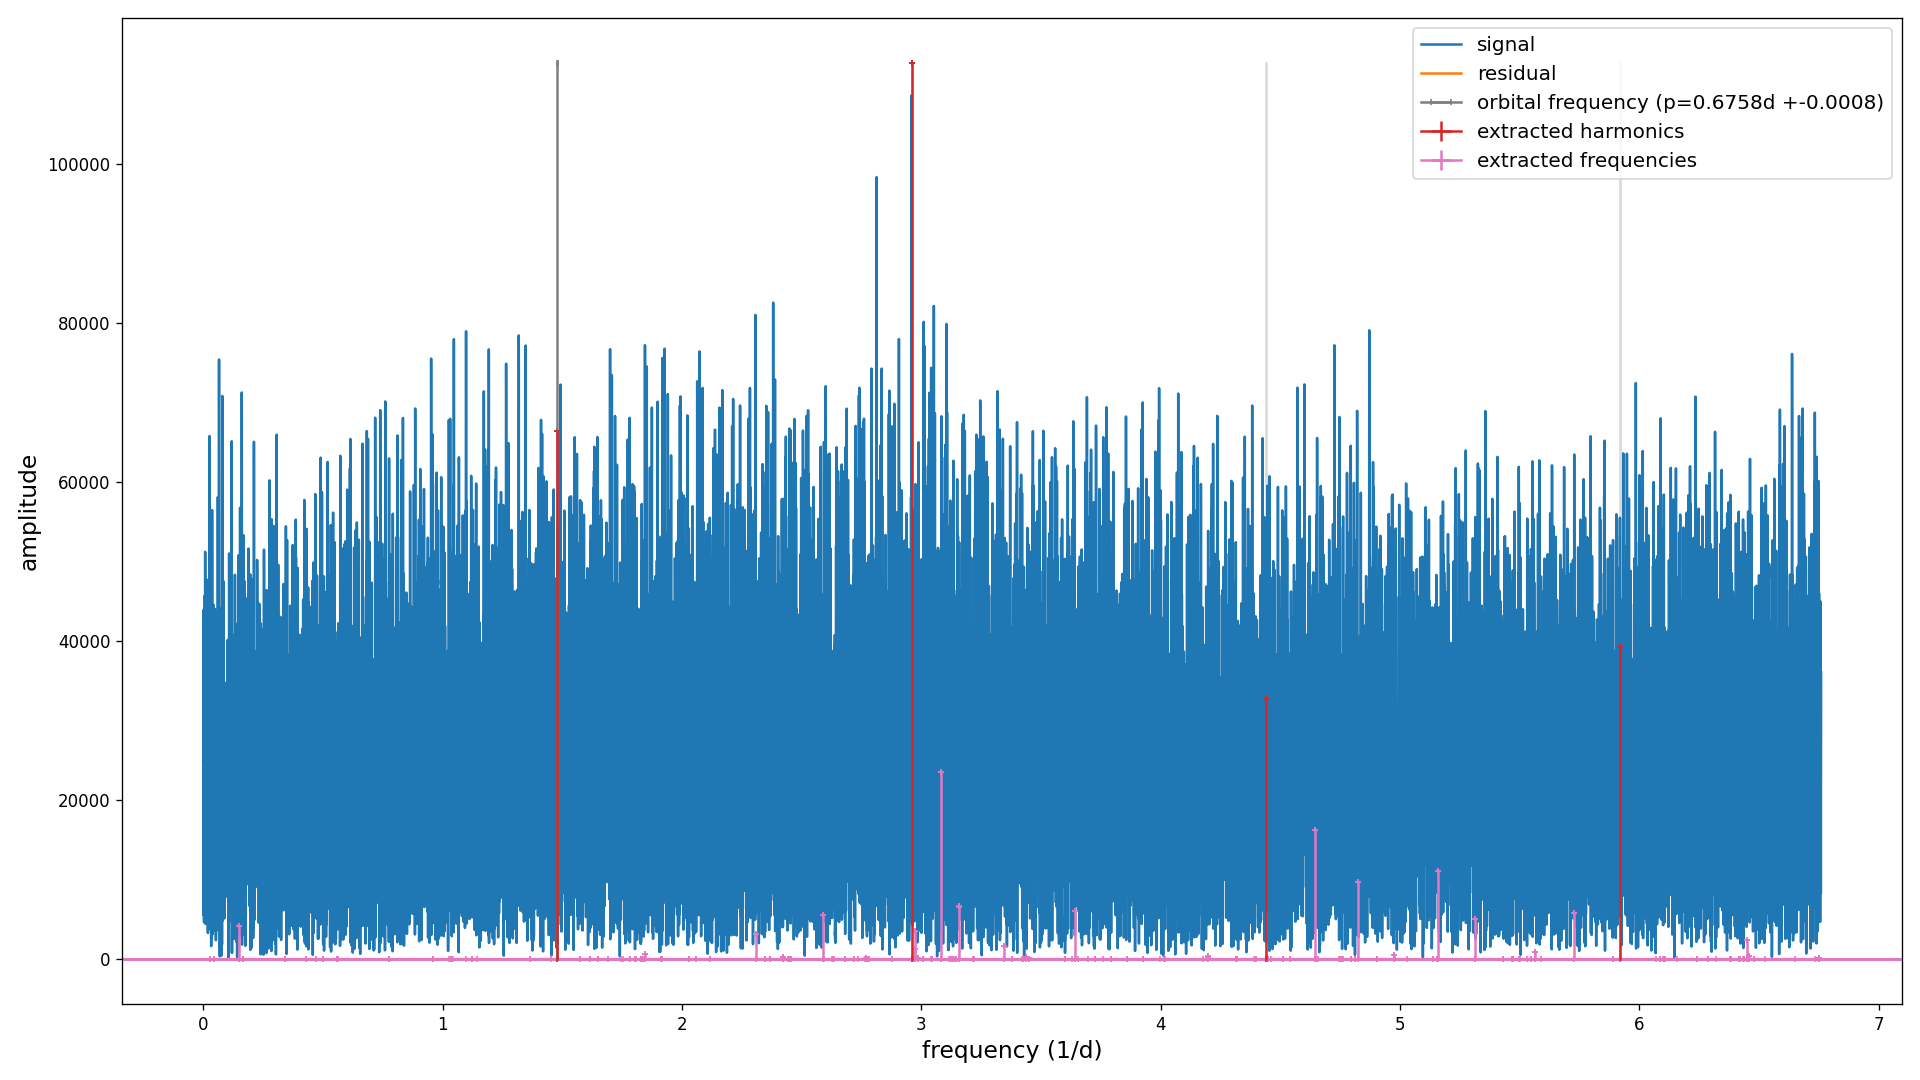 signal
residual
orbital frequency (p=0.6758d +-0.0008)
extracted harmonics
extracted frequencies
amplitude
100000
80000
60000
40000
20000
0
0 1 2 3 4 5 6 7
frequency (1/d)